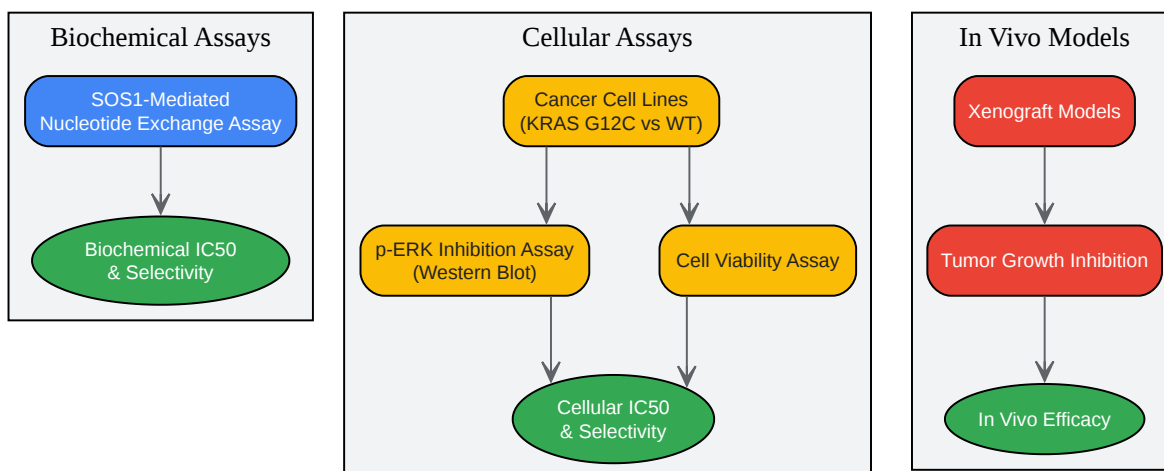 Biochemical Assays
SOS1-Mediated
Nucleotide Exchange Assay
Biochemical IC50
& Selectivity
Cellular Assays
Cancer Cell Lines
(KRAS G12C vs WT)
p-ERK Inhibition Assay
(Western Blot)
Cell Viability Assay
Cellular IC50
& Selectivity
In Vivo Models
Xenograft Models
Tumor Growth Inhibition
In Vivo Efficacy